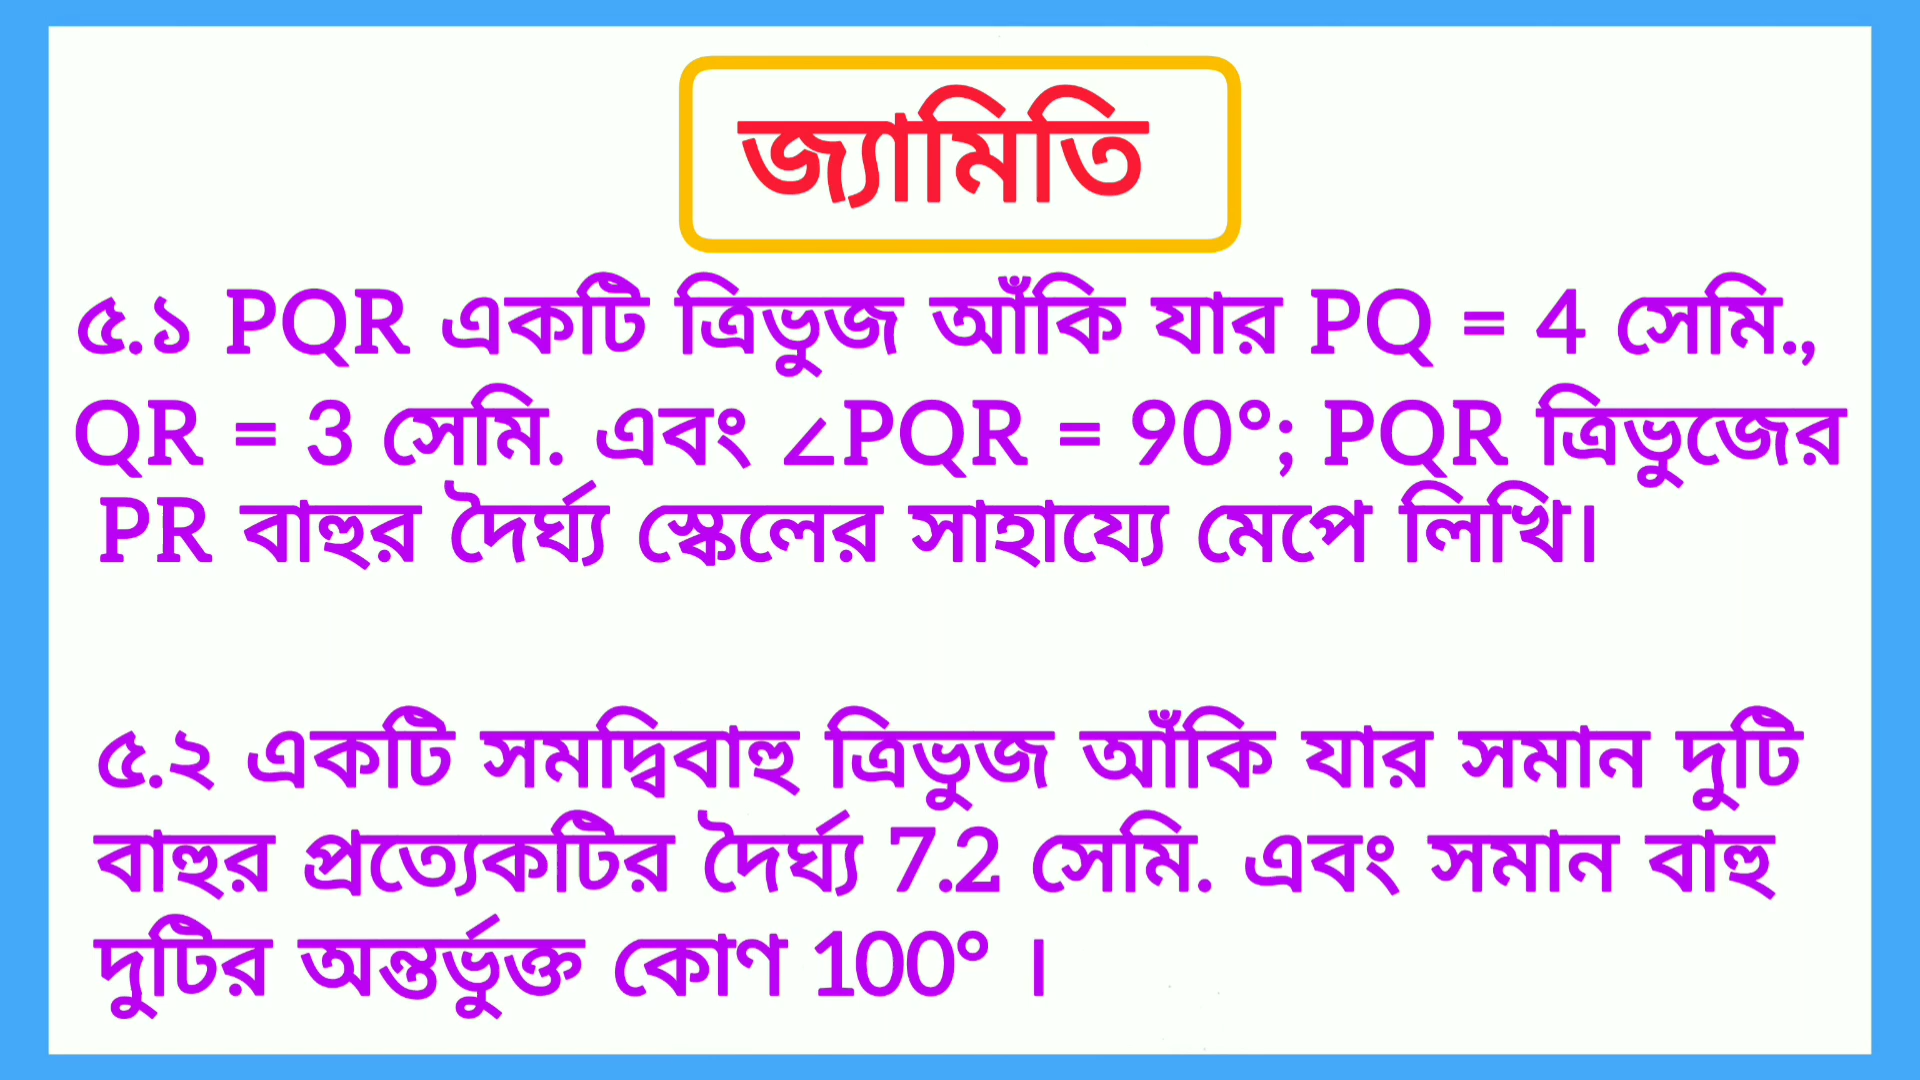 জ্যামিতি
৫.১ PQR একটি ত্রিভুজ আঁকি যার PQ = 4 সেমি.,
QR = 3 সেমি. এবং ∠PQR = 90°; PQR ত্রিভুজের
PR বাহুর দৈর্ঘ্য স্কেলের সাহায্যে মেপে লিখি।
৫.২ একটি সমদ্বিবাহু ত্রিভুজ আঁকি যার সমান দুটি
বাহুর প্রত্যেকটির দৈর্ঘ্য 7.2 সেমি. এবং সমান বাহু
দুটির অন্তর্ভুক্ত কোণ 100° ।